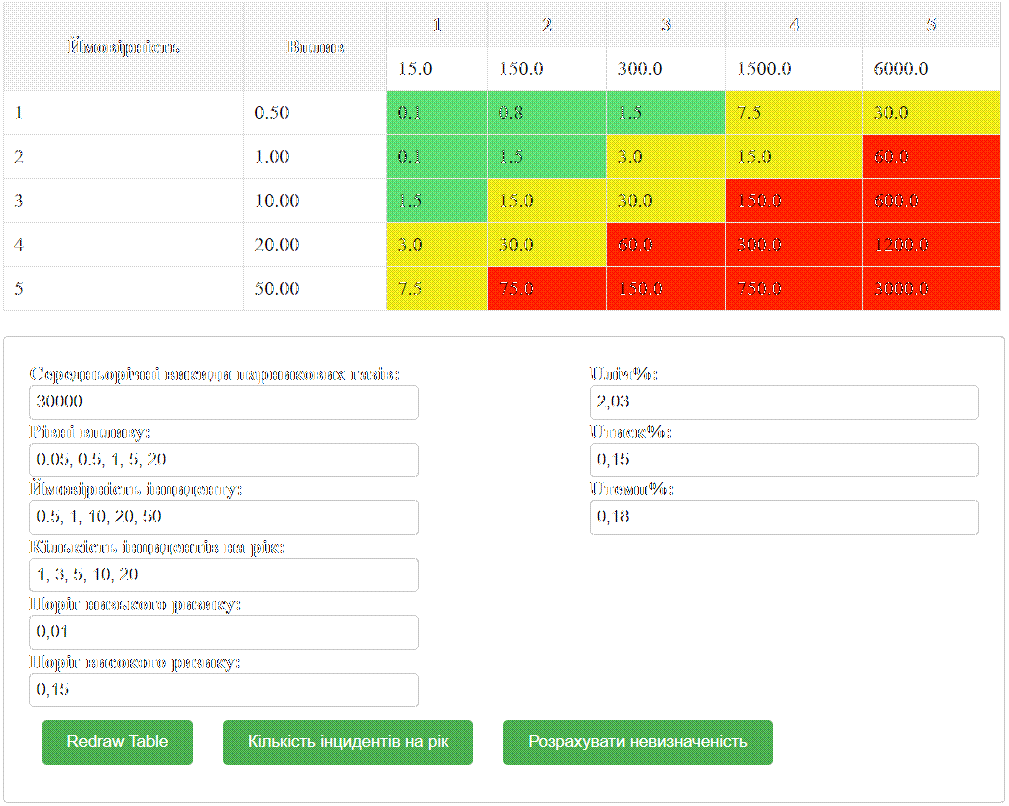 Ймовірність Вплив 1 2 3 4 5
15.0 150.0 300.0 1500.0 6000.0
1 0.50 0.1 0.8 1.5 7.5 30.0
2 1.00 0.1 1.5 3.0 15.0 60.0
3 10.00 1.5 15.0 30.0 150.0 600.0
4 20.00 3.0 30.0 60.0 300.0 1200.0
5 50.00 7.5 75.0 150.0 750.0 3000.0
Середньорічні викиди парникових газів:
30000
Рівні впливу:
0.05, 0.5, 1, 5, 20
Ймовірність інциденту:
0.5, 1, 10, 20, 50
Кількість інцидентів на рік:
1, 3, 5, 10, 20
Поріг низького ризику:
0,01
Поріг високого ризику:
0,15
Uліч%:
2,03
Uтиск%:
0,15
Uтемп%:
0,18
Redraw Table
Кількість інцидентів на рік
Розрахувати невизначеність